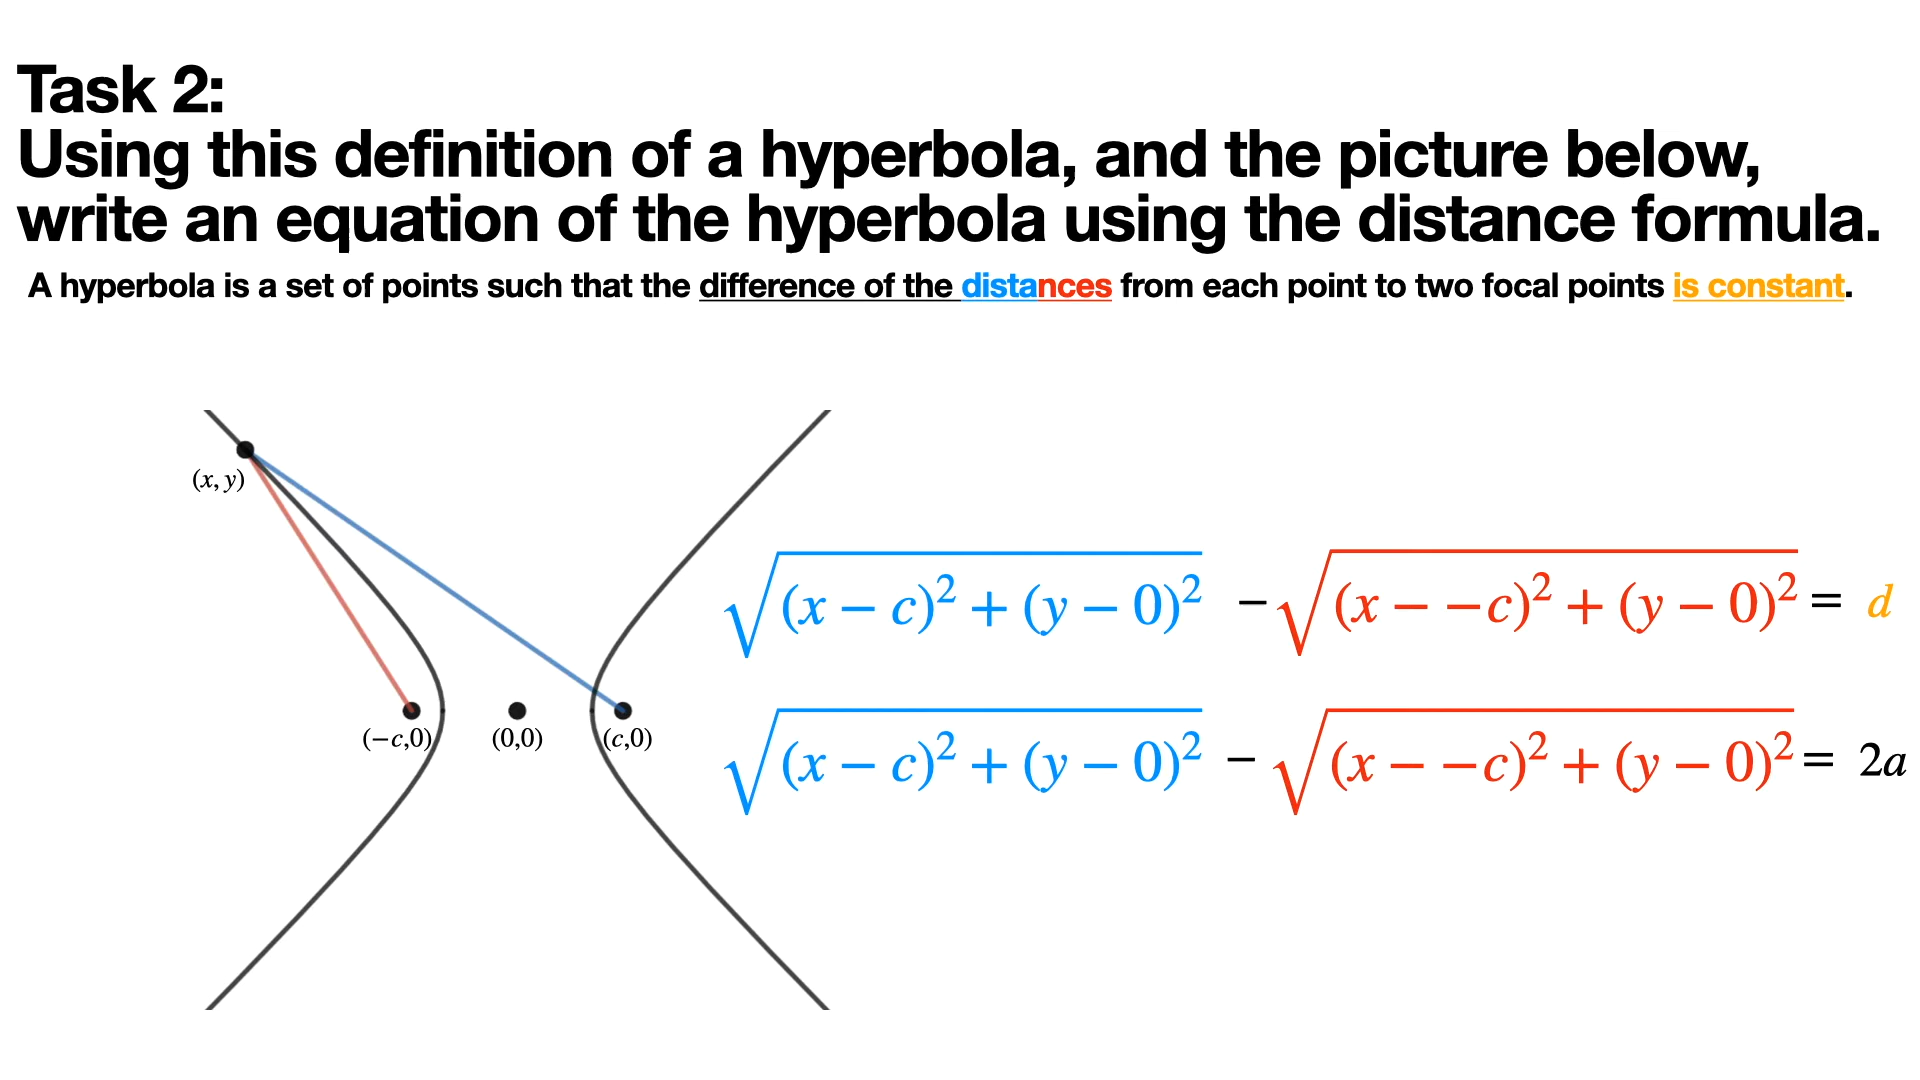 Task 2:
Using this definition of a hyperbola, and the picture below,
write an equation of the hyperbola using the distance formula.
A hyperbola is a set of points such that the difference of the distances from each point to two focal points is constant.
(x, y)
√(x − c)² + (y − 0)² − √(x − −c)² + (y − 0)² = d
(−c,0) (0,0) (c,0)
√(x − c)² + (y − 0)² − √(x − −c)² + (y − 0)² = 2a